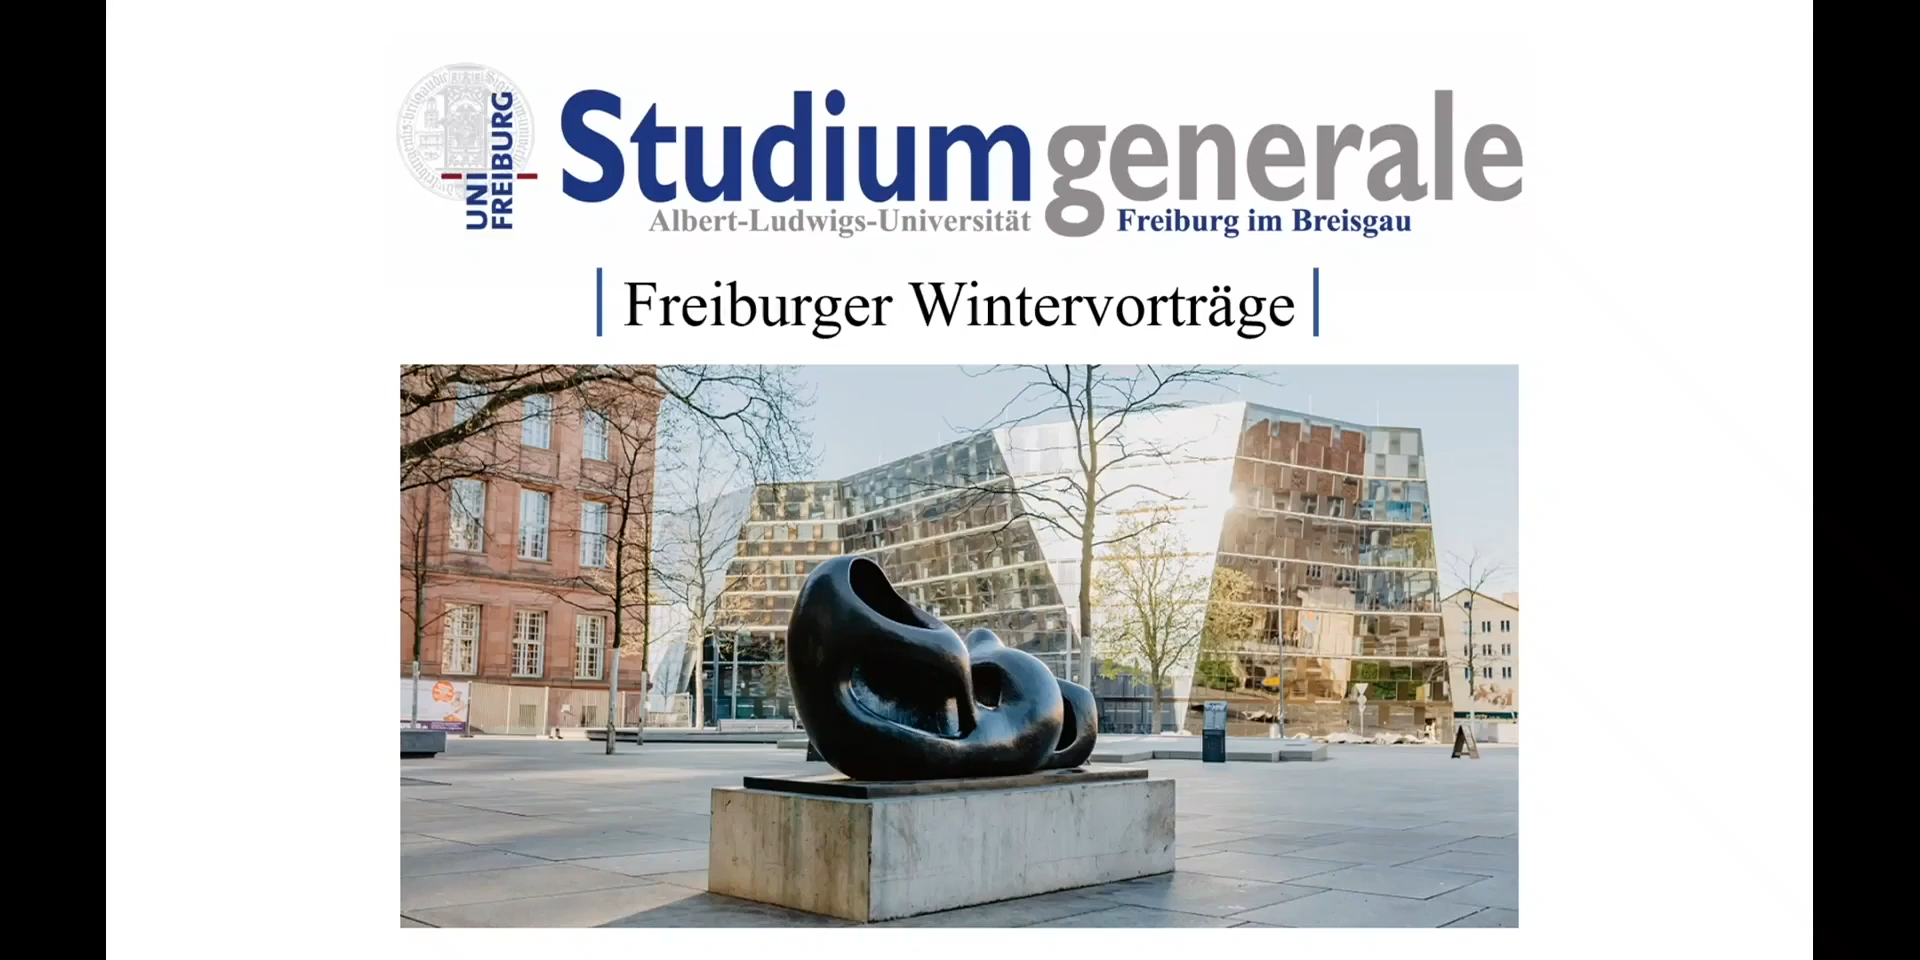 UNI
FREIBURG
Studium generale
Albert-Ludwigs-Universität Freiburg im Breisgau
Freiburger Wintervorträge